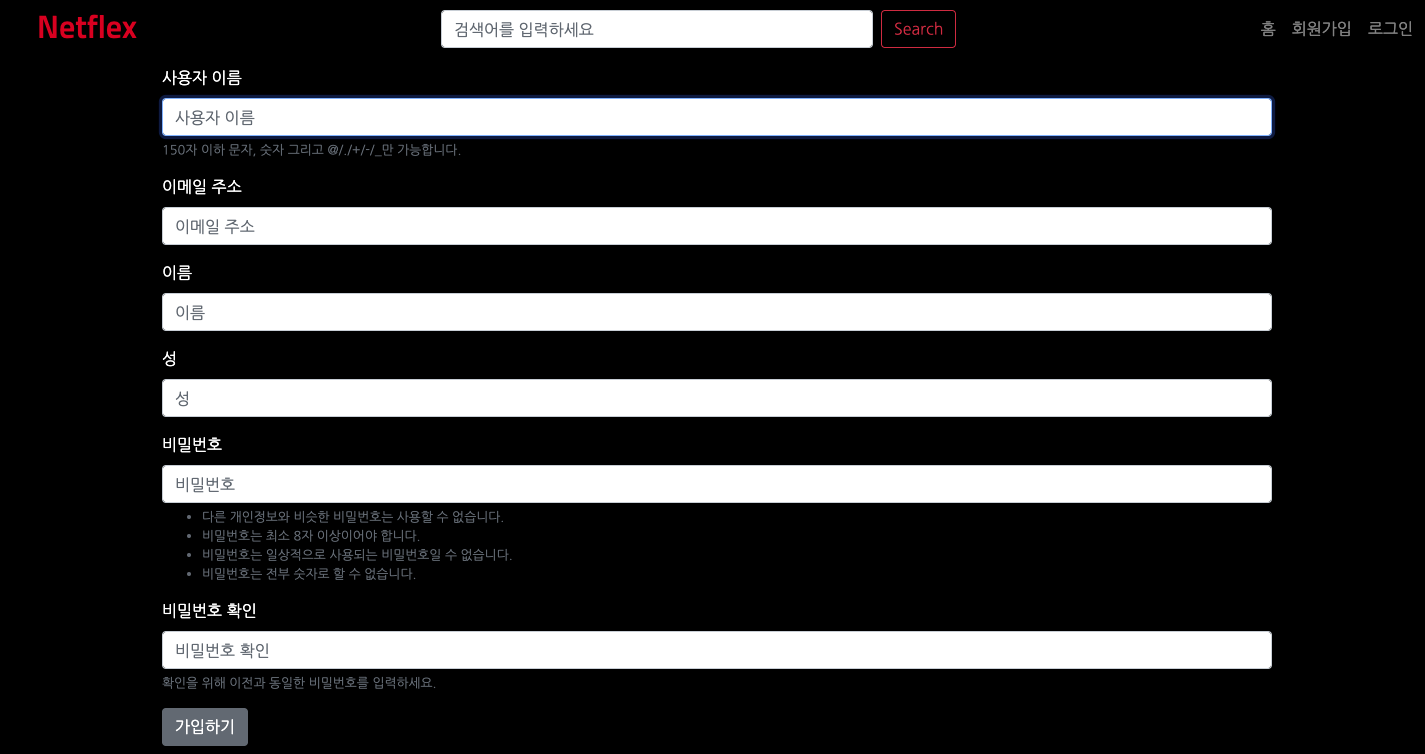 Netflex 검색어를 입력하세요 Search 홈 회원가입 로그인
사용자 이름
사용자 이름
150자 이하 문자, 숫자 그리고 @/./+/-/_만 가능합니다.
이메일 주소
이메일 주소
이름
이름
성
성
비밀번호
비밀번호
• 다른 개인정보와 비슷한 비밀번호는 사용할 수 없습니다.
• 비밀번호는 최소 8자 이상이어야 합니다.
• 비밀번호는 일상적으로 사용되는 비밀번호일 수 없습니다.
• 비밀번호는 전부 숫자로 할 수 없습니다.
비밀번호 확인
비밀번호 확인
확인을 위해 이전과 동일한 비밀번호를 입력하세요.
가입하기